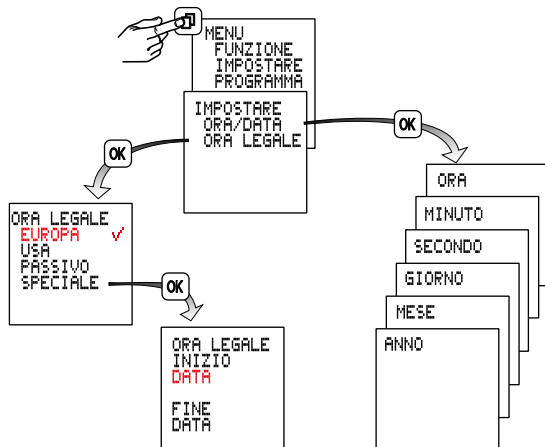 MENU
FUNZIONE
IMPOSTARE
PROGRAMMA
IMPOSTARE
ORA/DATA
ORA LEGALE
OK
OK
ORA LEGALE
EUROPA ✓
USA
PASSIVO
SPECIALE
OK
ORA LEGALE
INIZIO
DATA
FINE
DATA
ORA
MINUTO
SECONDO
GIORNO
MESE
ANNO